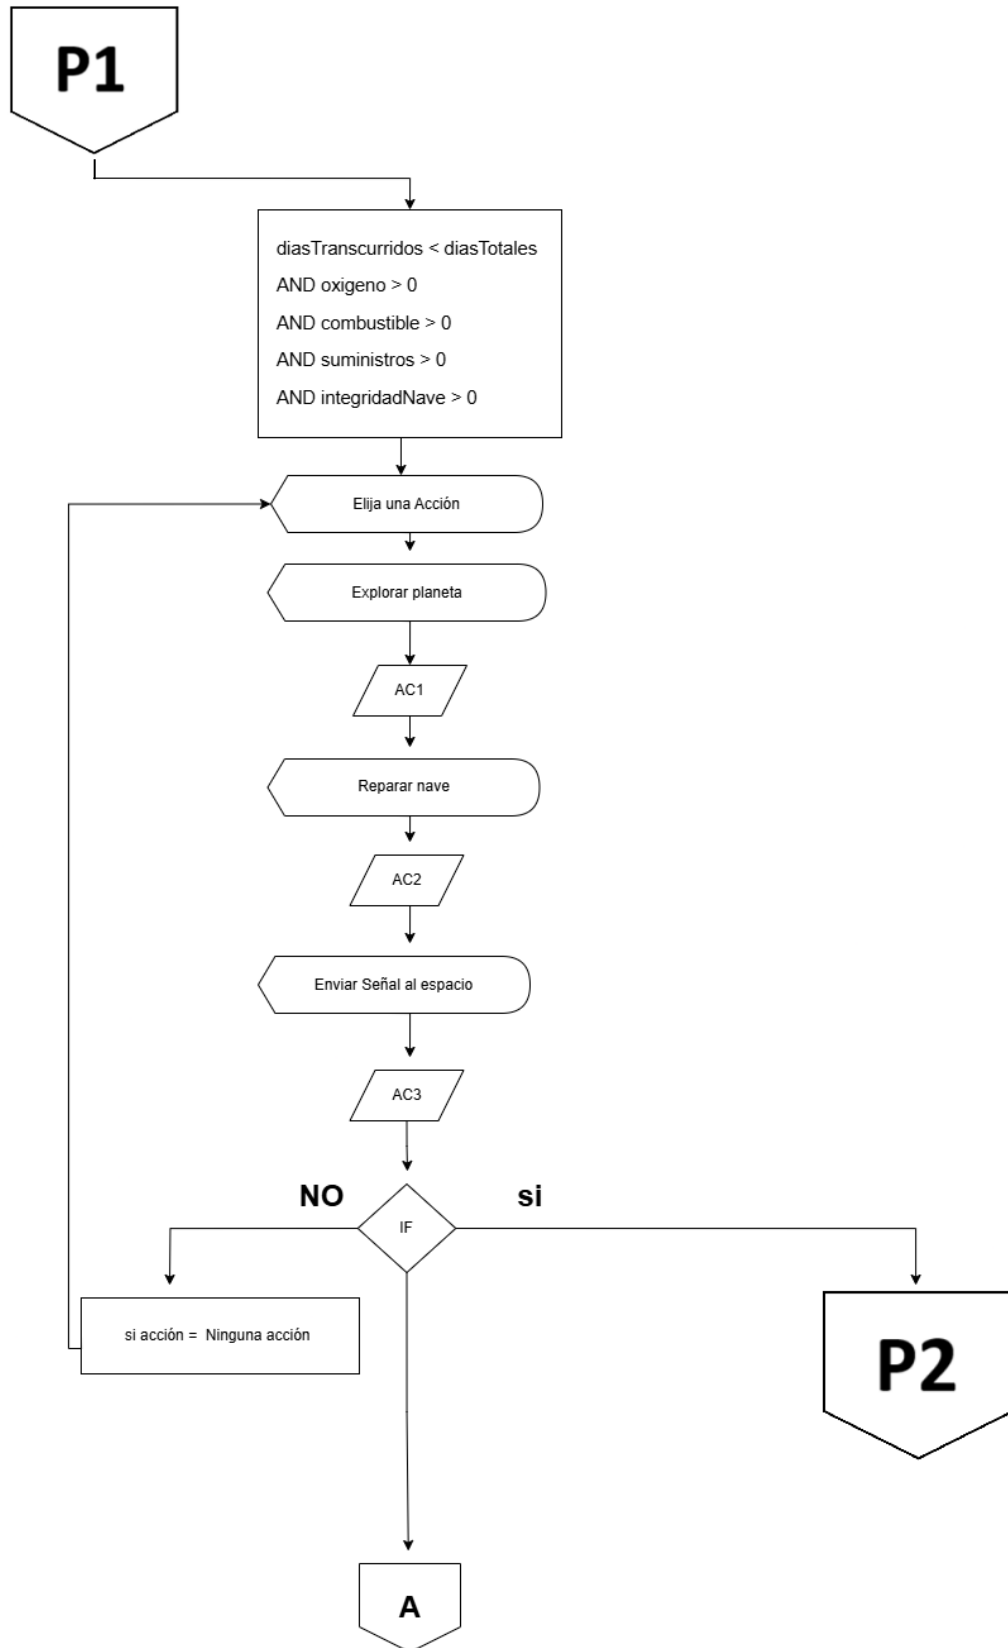 P1
diasTranscurridos < diasTotales
AND oxigeno > 0
AND combustible > 0
AND suministros > 0
AND integridadNave > 0
Elija una Acción
Explorar planeta
AC1
Reparar nave
AC2
Enviar Señal al espacio
AC3
NO
si
IF
si acción = Ninguna acción
P2
A